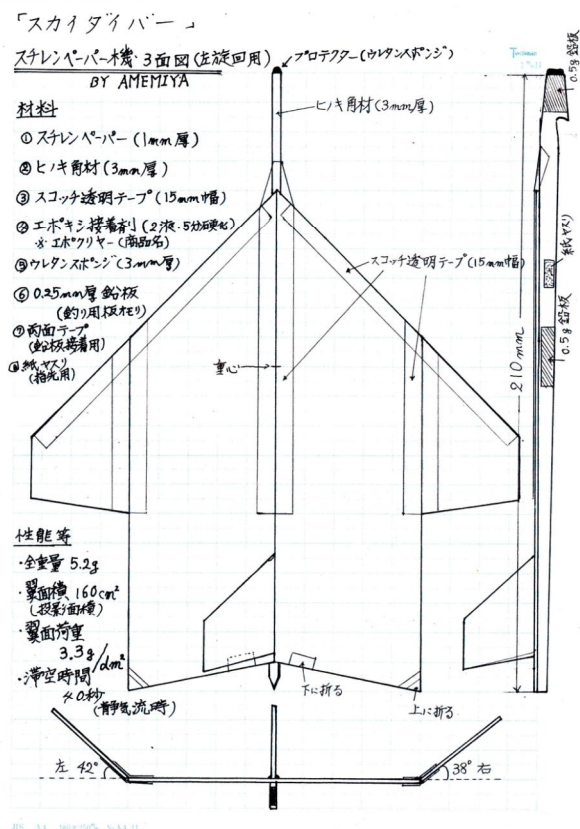 「スカイダイバー」
スチレンペーパー機・3面図(左旋回用)
BY AMEMIYA
プロテクター(ウレタンスポンジ)
0.5g鉛板
ヒノキ角材(3mm厚)
材料
① スチレンペーパー(1mm厚)
② ヒノキ角材(3mm厚)
③ スコッチ透明テープ(15mm幅)
④ エポキシ接着剤(2液・5分硬化)
※ エポクリヤー(商品名)
⑤ ウレタンスポンジ(3mm厚)
⑥ 0.25mm厚 鉛板
(釣り用板オモリ)
⑦ 両面テープ
(鉛板接着用)
⑧ 紙ヤスリ
(指先用)
スコッチ透明テープ(15mm幅)
紙ヤスリ
0.5g鉛板
重心
210mm
性能等
・全重量 5.2g
・翼面積 160cm²
(投影面積)
・翼面荷重
3.3g/dm²
・滞空時間
40秒
(静気流時)
下に折る
上に折る
左 42°
38° 右